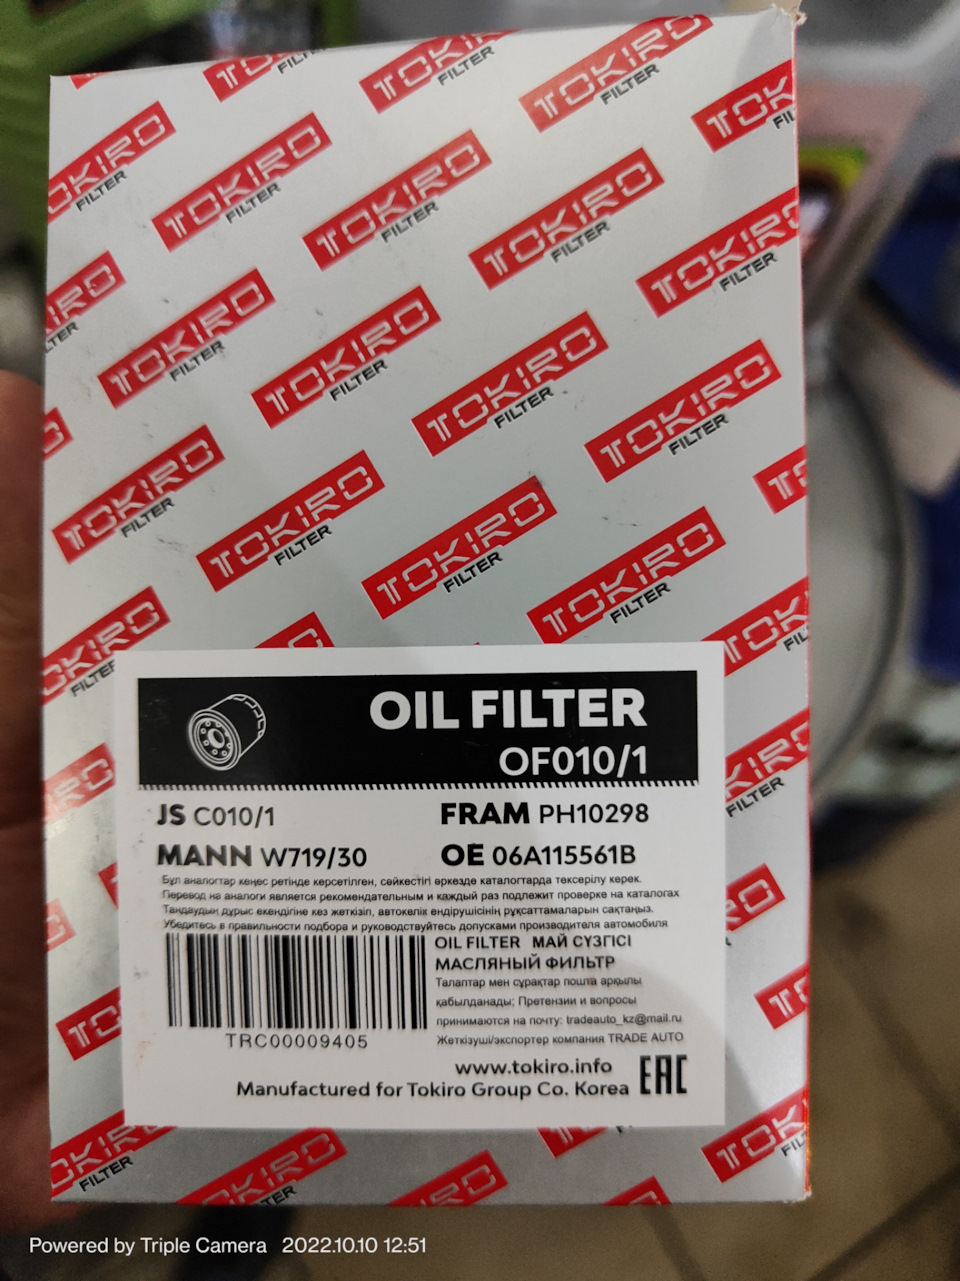 TOKIRO
FILTER
OIL FILTER
OF010/1
JS C010/1
FRAM PH10298
MANN W719/30
OE 06A115561B
Бұл аналогтар кеңес ретінде көрсетілген, сәйкестігі әркезде каталогтарда тексерілу керек.
Перевод на аналоги является рекомендательным и каждый раз подлежит проверке на каталогах
Таңдаудың дұрыс екендігіне көз жеткізіп, автокөлік өндірушісінің рұқсаттамаларын сақтаңыз.
Убедитесь в правильности подбора и руководствуйтесь допусками производителя автомобиля
TRC00009405
OIL FILTER МАЙ СҮЗГІСІ
МАСЛЯНЫЙ ФИЛЬТР
Талаптар мен сұрақтар пошта арқылы
қабылданады; Претензии и вопросы
принимаются на почту: tradeauto_kz@mail.ru
Жеткізуші/экспортер компания TRADE AUTO
www.tokiro.info
Manufactured for Tokiro Group Co. Korea
EAC
Powered by Triple Camera 2022.10.10 12:51